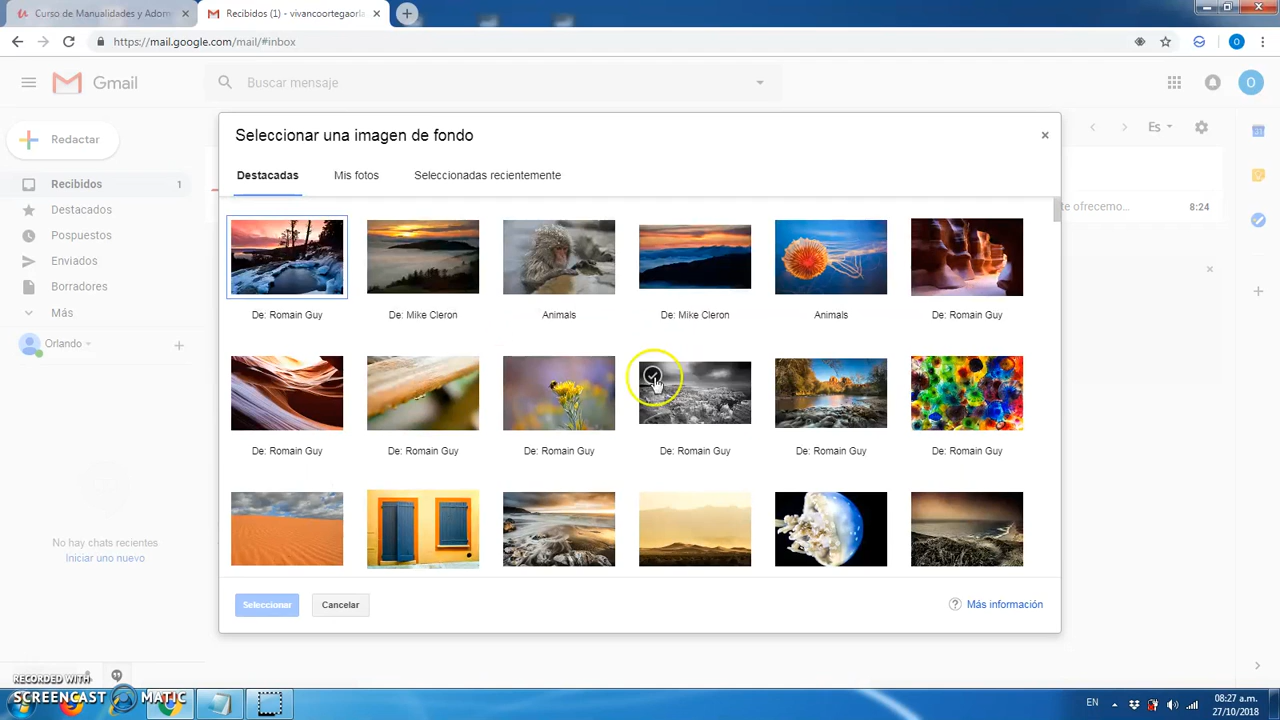 Curso de Manualidades y Adorn
Recibidos (1) - vivancoortegaorla
https://mail.google.com/mail/#inbox
O
Gmail
Buscar mensaje
O
Redactar
Seleccionar una imagen de fondo
Es
Destacadas
Mis fotos
Seleccionadas recientemente
Recibidos
1
Destacados
te ofrecemo...
8:24
Pospuestos
Enviados
Borradores
Más
De: Romain Guy
De: Mike Cleron
Animals
De: Mike Cleron
Animals
De: Romain Guy
Orlando
De: Romain Guy
De: Romain Guy
De: Romain Guy
De: Romain Guy
De: Romain Guy
De: Romain Guy
No hay chats recientes
Iniciar uno nuevo
Seleccionar
Cancelar
Más información
RECORDED WITH
SCREENCAST MATIC
EN
08:27 a.m.
27/10/2018